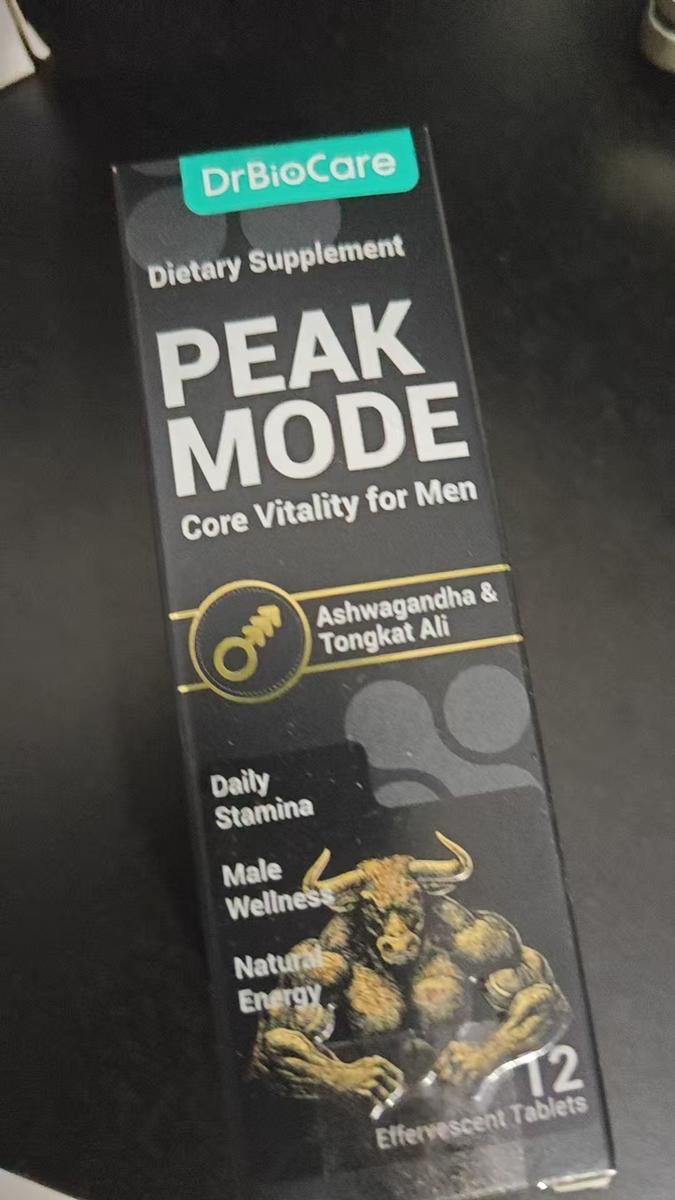 DrBioCare
Dietary Supplement
PEAK
MODE
Core Vitality for Men
Ashwagandha &
Tongkat Ali
Daily
Stamina
Male
Wellness
Natural
Energy
12
Effervescent Tablets